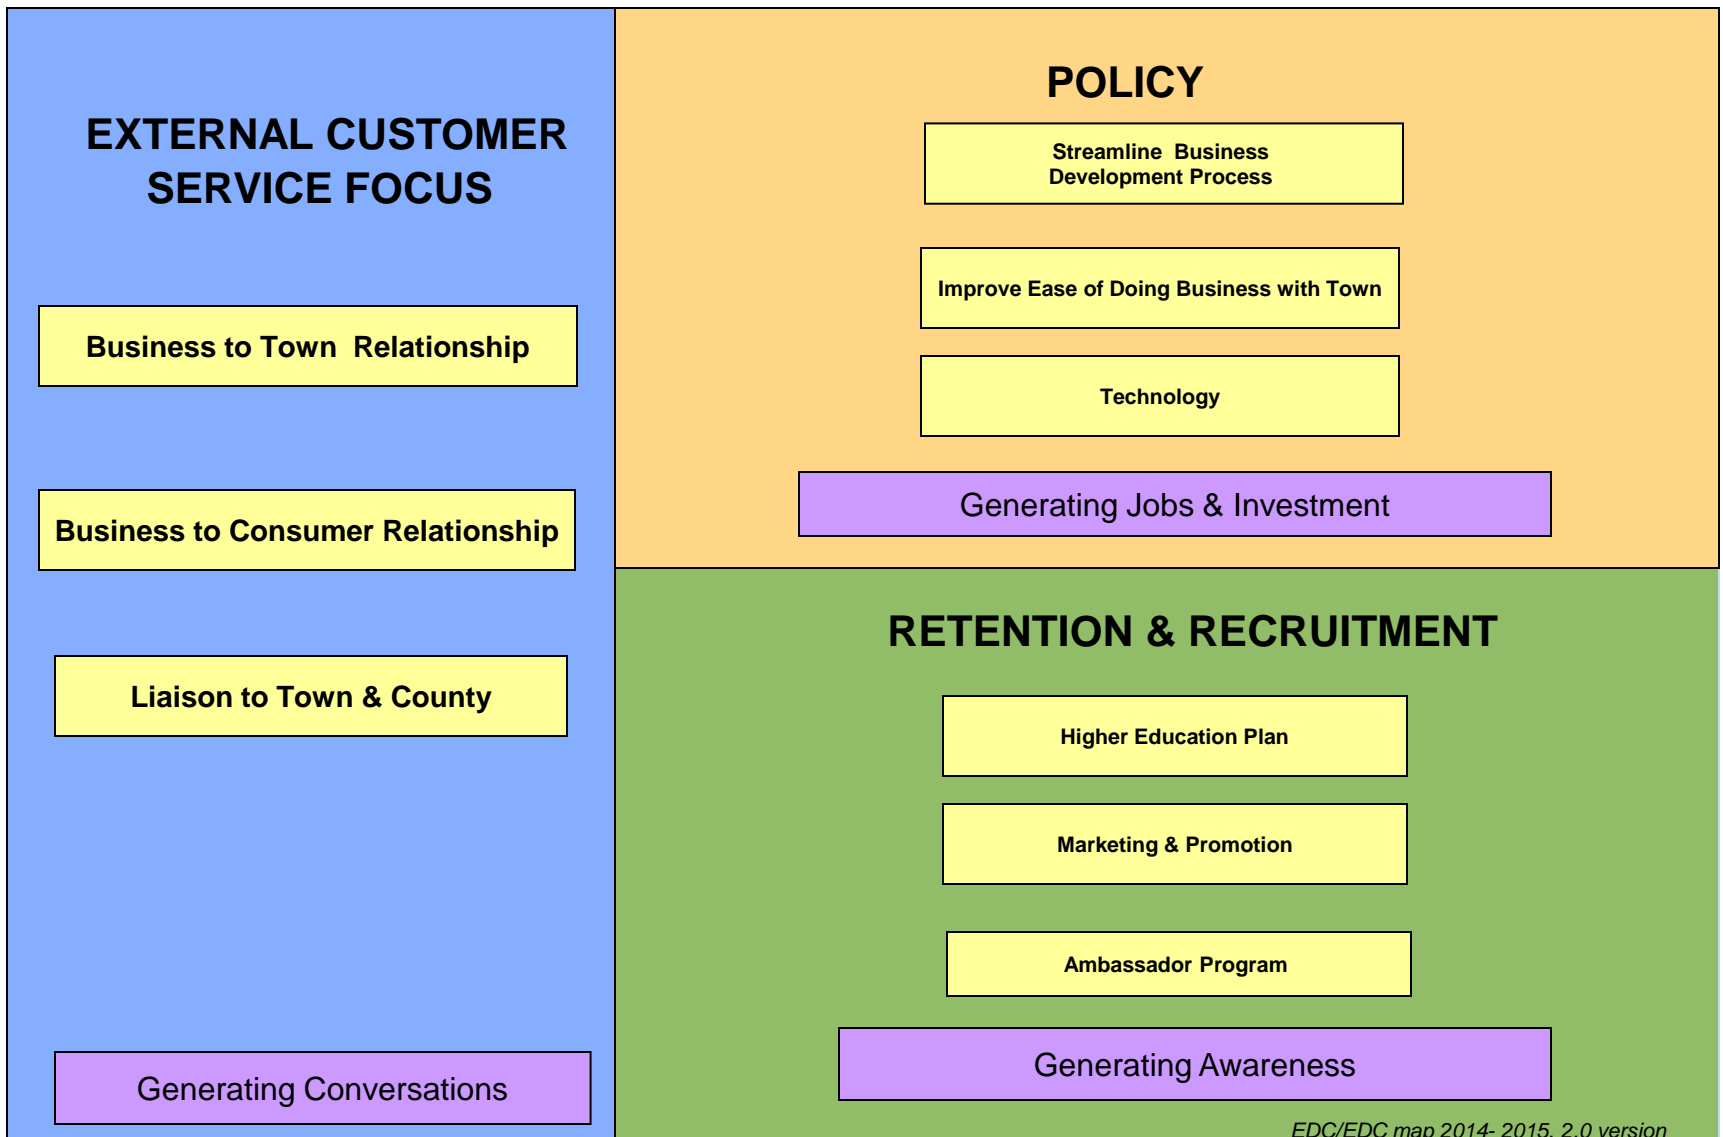 EXTERNAL CUSTOMER
SERVICE FOCUS
Business to Town Relationship
Business to Consumer Relationship
Liaison to Town & County
Generating Conversations
POLICY
Streamline Business
Development Process
Improve Ease of Doing Business with Town
Technology
Generating Jobs & Investment
RETENTION & RECRUITMENT
Higher Education Plan
Marketing & Promotion
Ambassador Program
Generating Awareness
EDC/EDC map 2014- 2015, 2.0 version